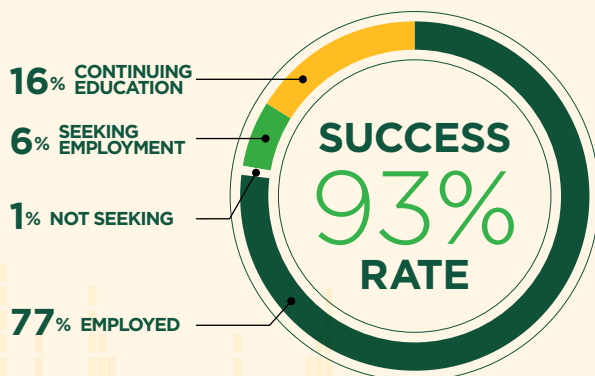 16% CONTINUING
EDUCATION
6% SEEKING
EMPLOYMENT
1% NOT SEEKING
77% EMPLOYED
SUCCESS
93%
RATE